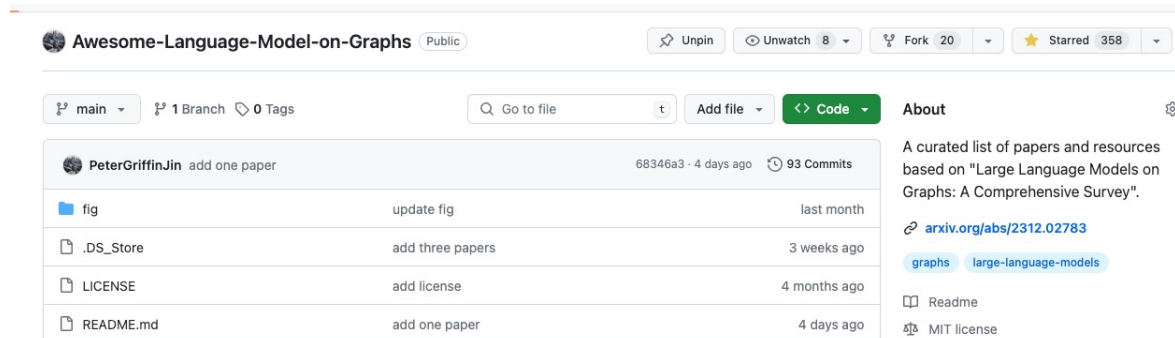 Awesome-Language-Model-on-Graphs Public Unpin Unwatch 8 Fork 20 Starred 358
main 1 Branch 0 Tags Go to file t Add file Code About
A curated list of papers and resources
based on "Large Language Models on
Graphs: A Comprehensive Survey".
PeterGriffinJin add one paper 68346a3 · 4 days ago 93 Commits
fig update fig last month
arxiv.org/abs/2312.02783
.DS_Store add three papers 3 weeks ago
graphs large-language-models
LICENSE add license 4 months ago
Readme
README.md add one paper 4 days ago
MIT license